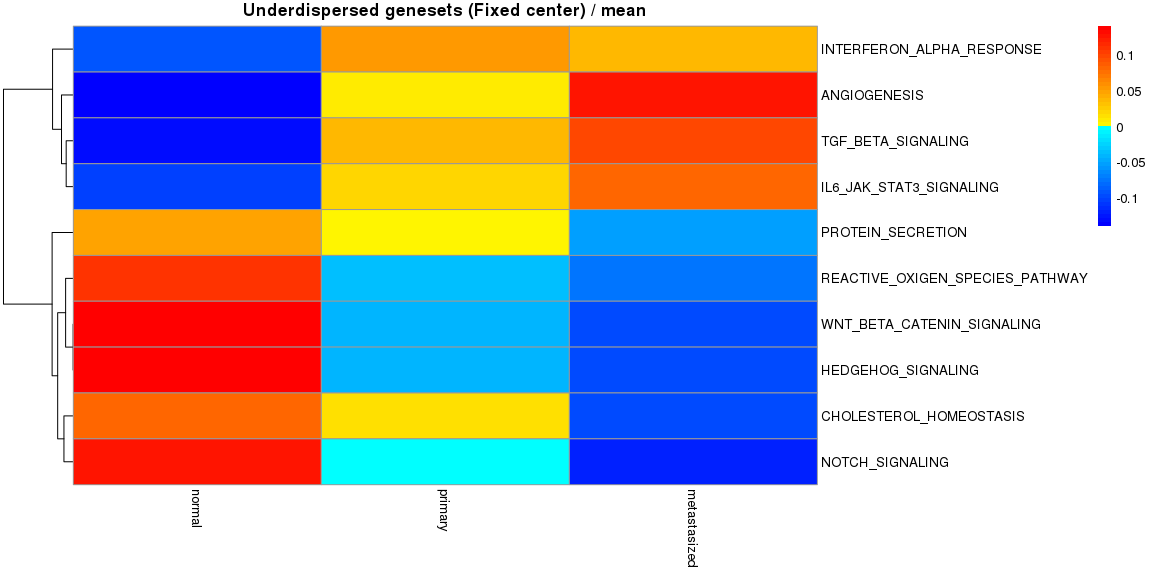 Underdispersed genesets (Fixed center) / mean
INTERFERON_ALPHA_RESPONSE
ANGIOGENESIS
TGF_BETA_SIGNALING
IL6_JAK_STAT3_SIGNALING
PROTEIN_SECRETION
REACTIVE_OXIGEN_SPECIES_PATHWAY
WNT_BETA_CATENIN_SIGNALING
HEDGEHOG_SIGNALING
CHOLESTEROL_HOMEOSTASIS
NOTCH_SIGNALING
0.1
0.05
0
-0.05
-0.1
normal
primary
metastasized